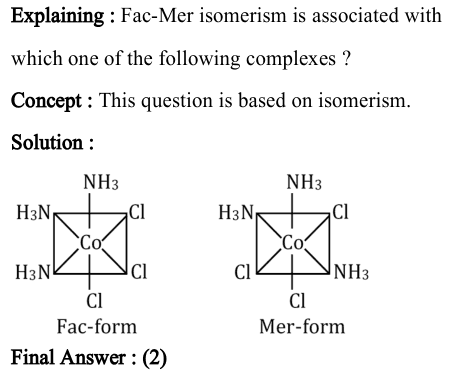 Explaining : Fac-Mer isomerism is associated with
which one of the following complexes ?
Concept : This question is based on isomerism.
Solution :
NH3 NH3
H3N Cl H3N Cl
Co Co
H3N Cl Cl NH3
Cl Cl
Fac-form Mer-form
Final Answer : (2)